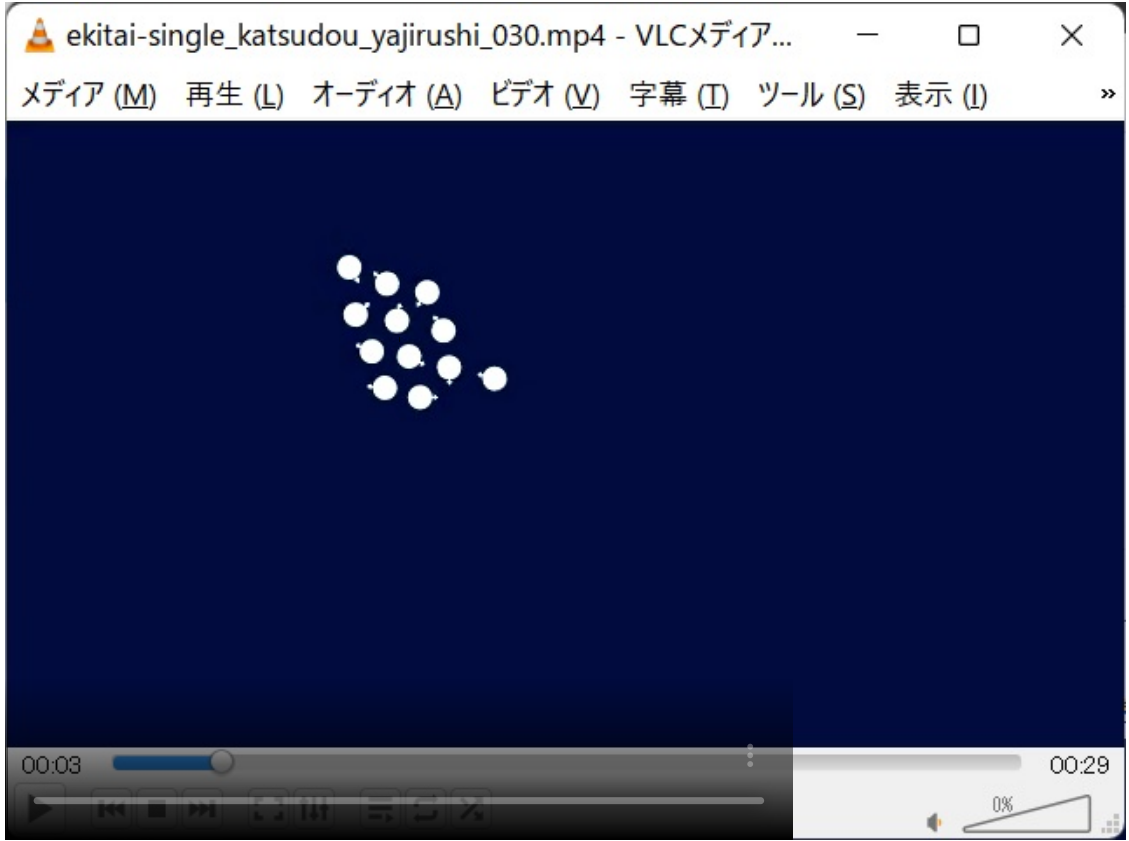 ekitai-single_katsudou_yajirushi_030.mp4 - VLCメディア...
メディア (M) 再生 (L) オーディオ (A) ビデオ (V) 字幕 (T) ツール (S) 表示 (I) »
00:03 00:29
0%